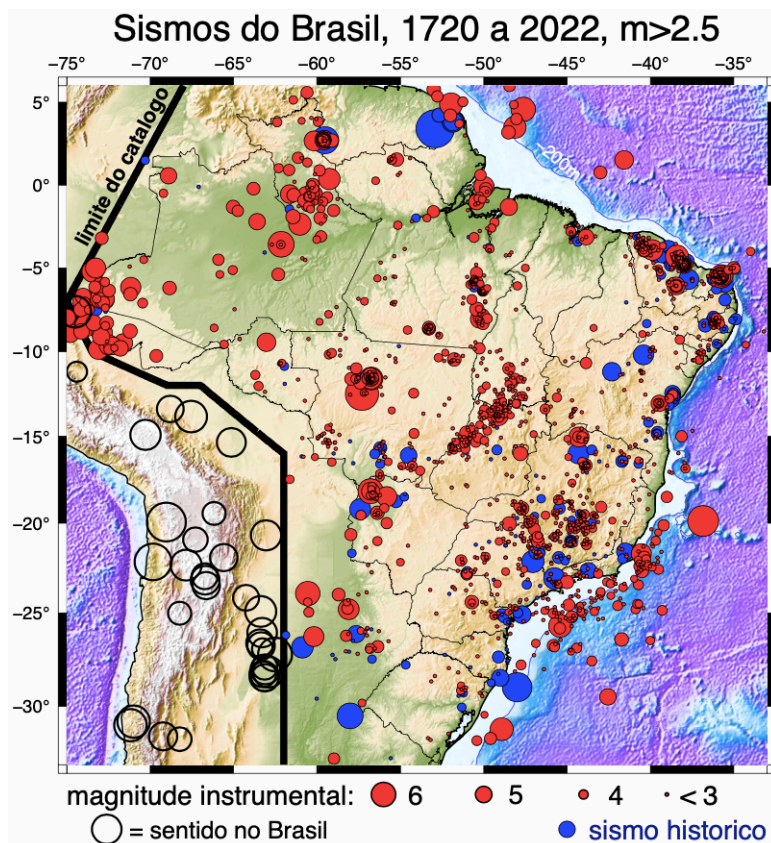 Sismos do Brasil, 1720 a 2022, m>2.5
−75 −70 −65 −60 −55 −50 −45 −40 −35
5°
0°
−5°
−10°
−15°
−20°
−25°
−30°
limite do catalogo
−200m
magnitude instrumental: 6 5 4 < 3
= sentido no Brasil sismo historico